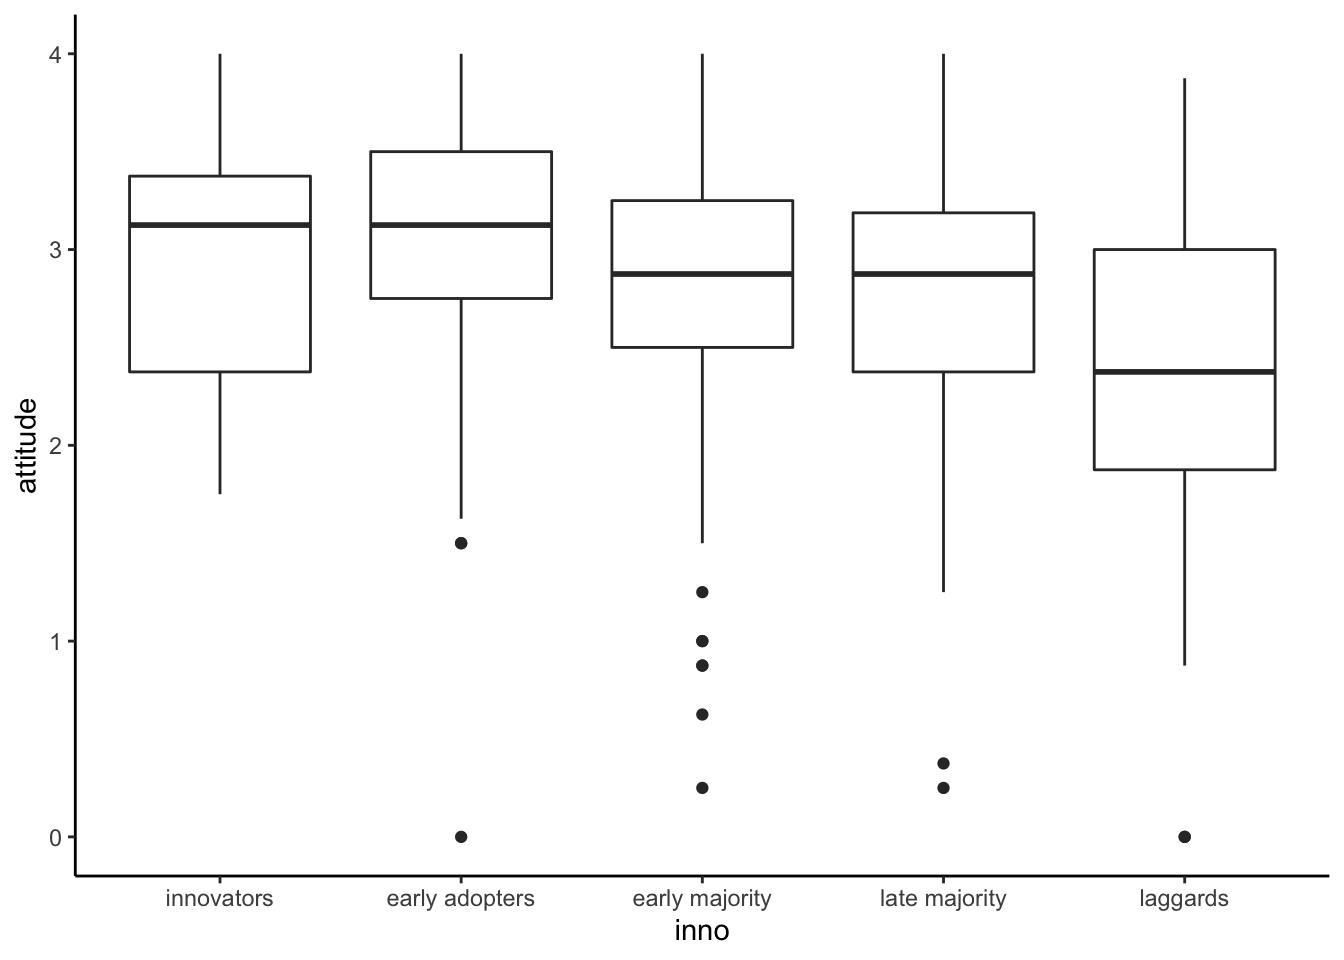 attitude
4
3
2
1
0
innovators
early adopters
early majority
late majority
laggards
inno